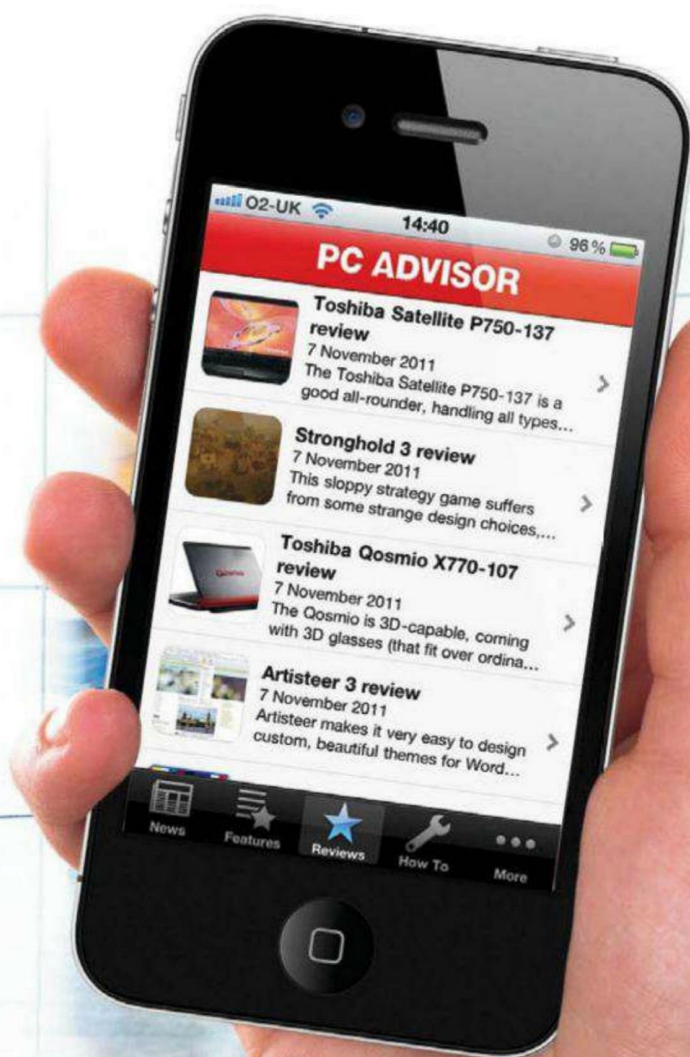 O2-UK 14:40 96%
PC ADVISOR
Toshiba Satellite P750-137
review
7 November 2011
The Toshiba Satellite P750-137 is a
good all-rounder, handling all types...
Stronghold 3 review
7 November 2011
This sloppy strategy game suffers
from some strange design choices,...
Toshiba Qosmio X770-107
review
7 November 2011
The Qosmio is 3D-capable, coming
with 3D glasses (that fit over ordina...
Artisteer 3 review
7 November 2011
Artisteer makes it very easy to design
custom, beautiful themes for Word...
News Features Reviews How To More